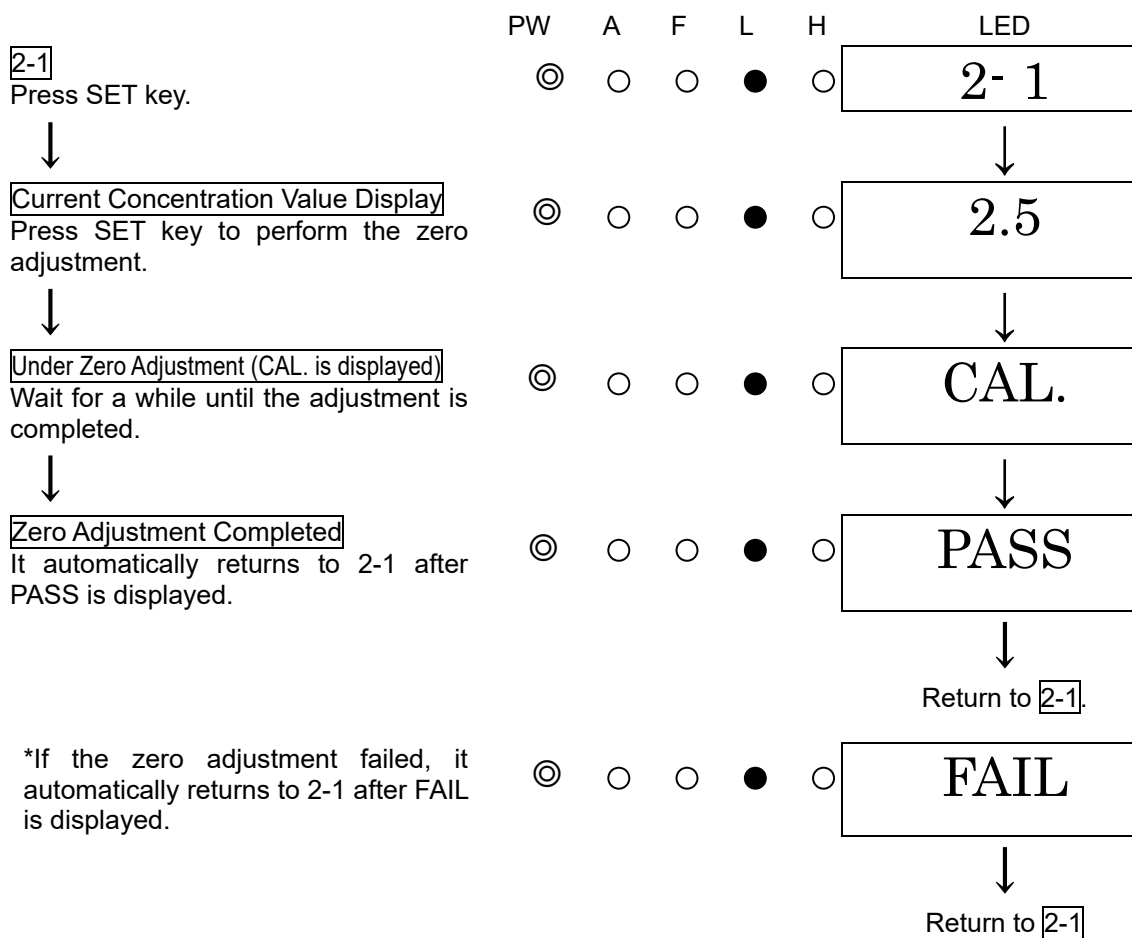 PW A F L H LED
2-1
Press SET key.
2- 1
Current Concentration Value Display
Press SET key to perform the zero
adjustment.
2.5
Under Zero Adjustment (CAL. is displayed)
Wait for a while until the adjustment is
completed.
CAL.
Zero Adjustment Completed
It automatically returns to 2-1 after
PASS is displayed.
PASS
Return to 2-1.
*If the zero adjustment failed, it
automatically returns to 2-1 after FAIL
is displayed.
FAIL
Return to 2-1